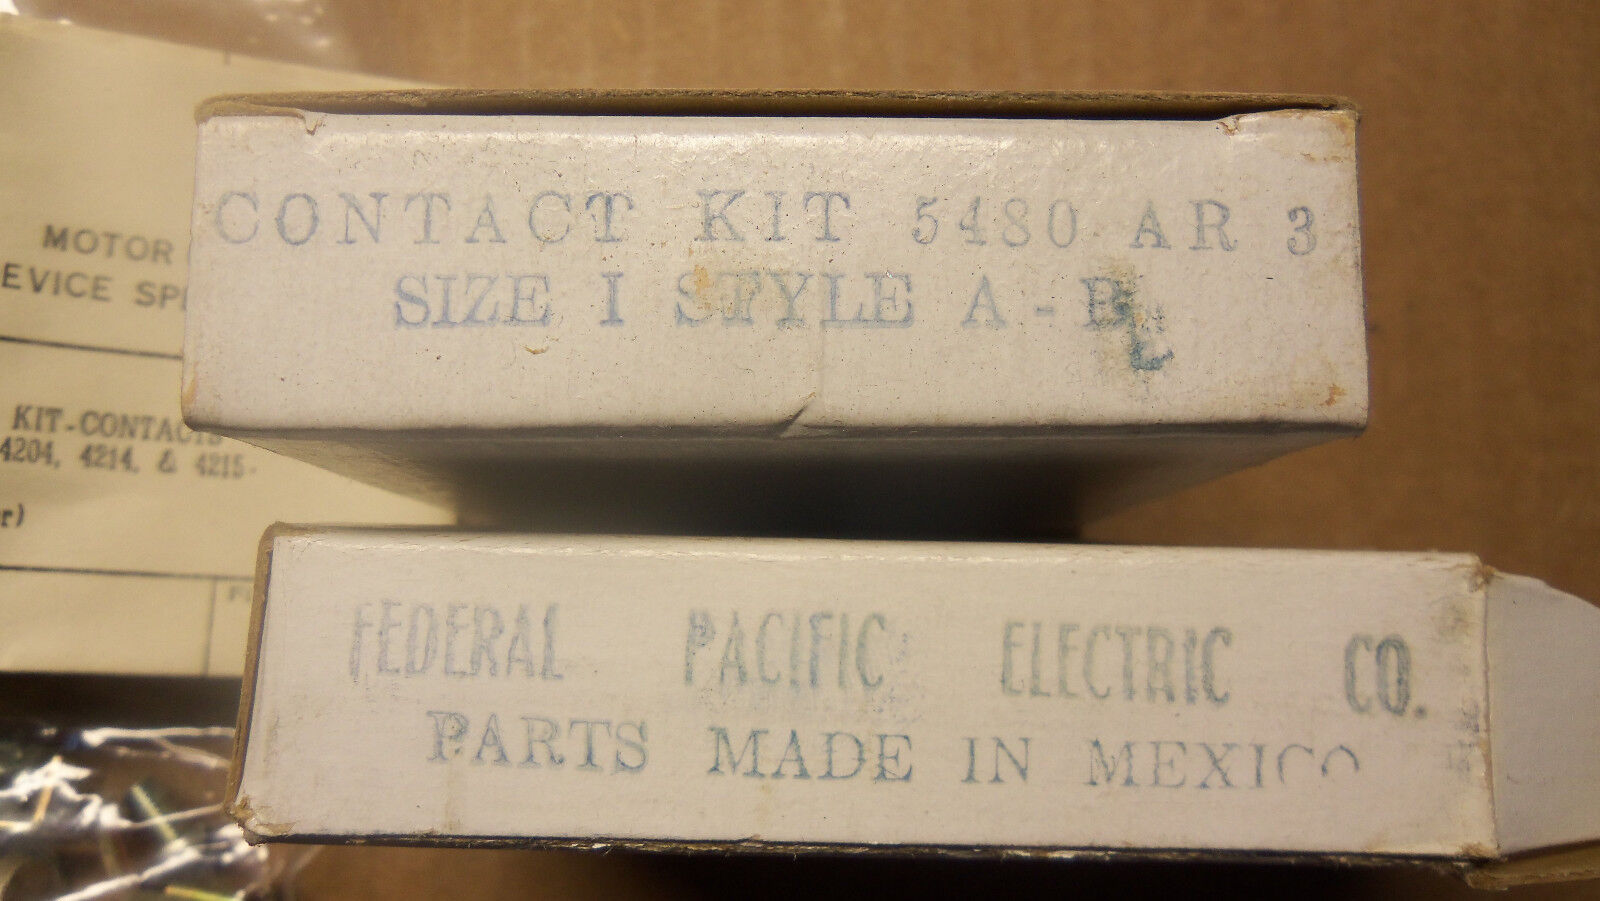 MOTOR
EVICE SP
KIT-CONTACTS
4204, 4214, & 4215-
r)
CONTACT KIT 5480 AR 3
SIZE I STYLE A - B
FEDERAL PACIFIC ELECTRIC CO.
PARTS MADE IN MEXICO